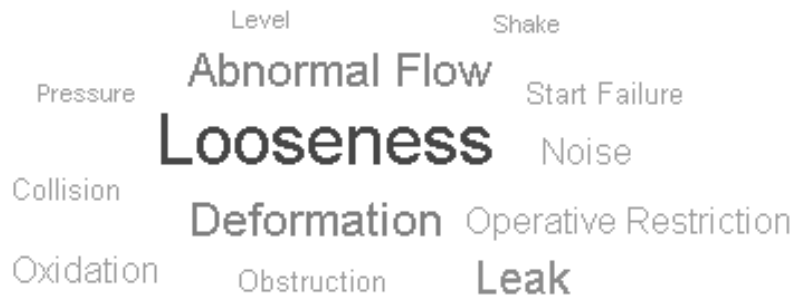 Level
Shake
Abnormal Flow
Pressure
Start Failure
Looseness
Noise
Collision
Deformation
Operative Restriction
Oxidation
Obstruction
Leak